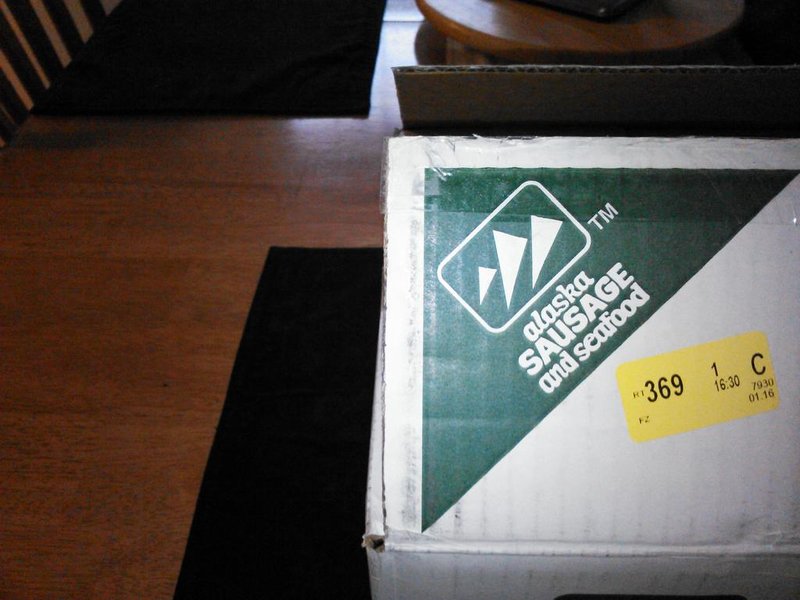 TM
alaska
SAUSAGE
and seafood
RT 369 1 C
16:30 7930
FZ 01.16